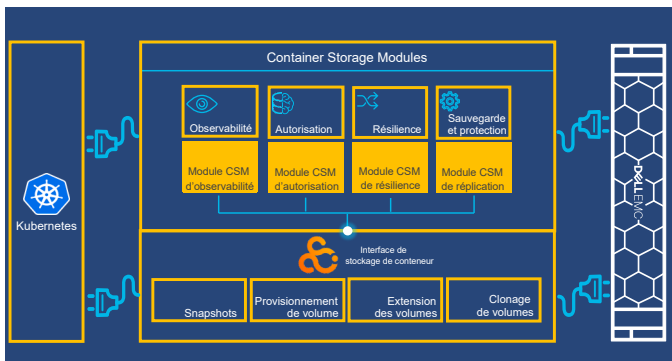 Container Storage Modules
Observabilité
Autorisation
Résilience
Sauvegarde
et protection
Module CSM
d'observabilité
Module CSM
d'autorisation
Module CSM
de résilience
Module CSM
de réplication
Kubernetes
Interface de
stockage de conteneur
Snapshots
Provisionnement
de volume
Extension
des volumes
Clonage
de volumes
DELL EMC